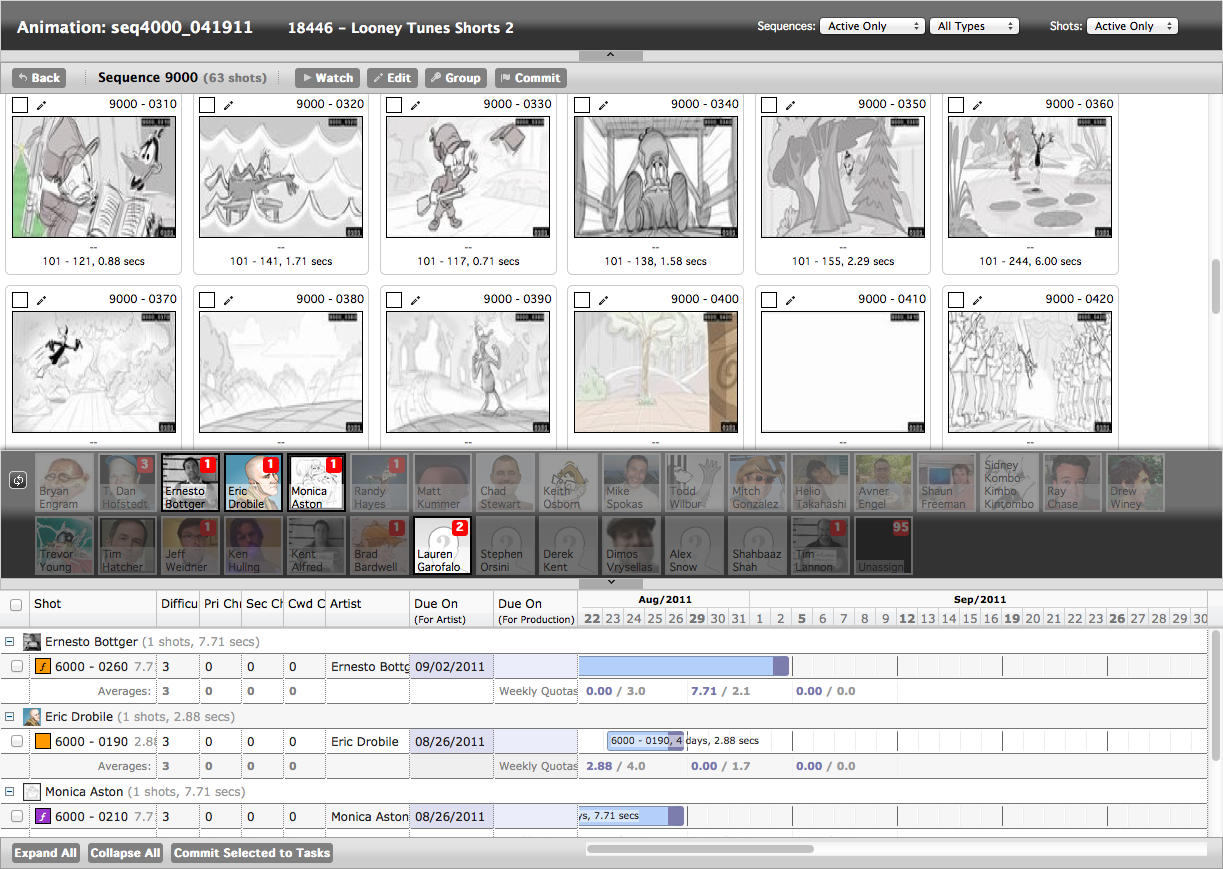 Animation: seq4000_041911 18446 – Looney Tunes Shorts 2 Sequences: Active Only All Types Shots: Active Only
Back Sequence 9000 (63 shots) Watch Edit Group Commit
9000 - 0310 9000 - 0320 9000 - 0330 9000 - 0340 9000 - 0350 9000 - 0360
-- -- -- -- -- --
101 - 121, 0.88 secs 101 - 141, 1.71 secs 101 - 117, 0.71 secs 101 - 138, 1.58 secs 101 - 155, 2.29 secs 101 - 244, 6.00 secs
9000 - 0370 9000 - 0380 9000 - 0390 9000 - 0400 9000 - 0410 9000 - 0420
-- -- -- -- -- --
3 1 1 1 1
Bryan T. Dan Ernesto Eric Monica Randy Matt Chad Keith Mike Todd Mitch Helio Avner Shaun Sidney Kombo Kimbo Ray Drew
Engram Hofstedt Bottger Drobile Aston Hayes Kummer Stewart Osborn Spokas Wilbur Gonzalez Takahashi Engel Freeman Kintombo Chase Winey
1 1 2 1 95
Trevor Tim Jeff Ken Kent Brad Lauren Stephen Derek Dimos Alex Shahbaaz Tim
Young Hatcher Weidner Huling Alfred Bardwell Garofalo Orsini Kent Vrysellas Snow Shah Lannon Unassign
Shot Difficu Pri Chr Sec Ch Cwd C Artist Due On (For Artist) Due On (For Production) Aug/2011 Sep/2011
22 23 24 25 26 29 30 31 1 2 5 6 7 8 9 12 13 14 15 16 19 20 21 22 23 26 27 28 29 30
Ernesto Bottger (1 shots, 7.71 secs)
f 6000 - 0260 7.7 3 0 0 0 Ernesto Bottg 09/02/2011
Averages: 3 0 0 0 Weekly Quotas 0.00 / 3.0 7.71 / 2.1 0.00 / 0.0
Eric Drobile (1 shots, 2.88 secs)
6000 - 0190 2.88 3 0 0 0 Eric Drobile 08/26/2011 6000 - 0190, 4 days, 2.88 secs
Averages: 3 0 0 0 Weekly Quotas 2.88 / 4.0 0.00 / 1.7 0.00 / 0.0
Monica Aston (1 shots, 7.71 secs)
f 6000 - 0210 7.7 3 0 0 0 Monica Aston 08/26/2011 ys, 7.71 secs
Expand All Collapse All Commit Selected to Tasks